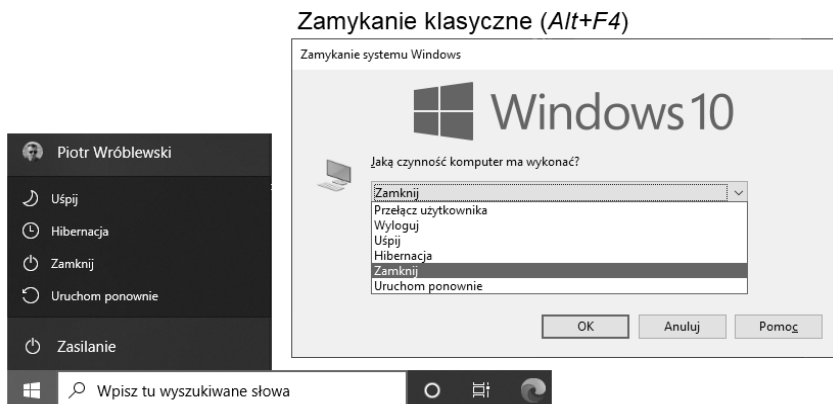 Zamykanie klasyczne (Alt+F4)
Zamykanie systemu Windows
Windows 10
Jaką czynność komputer ma wykonać?
Zamknij
Przełącz użytkownika
Wyloguj
Uśpij
Hibernacja
Zamknij
Uruchom ponownie
OK Anuluj Pomoc
Piotr Wróblewski
Uśpij
Hibernacja
Zamknij
Uruchom ponownie
Zasilanie
Wpisz tu wyszukiwane słowa